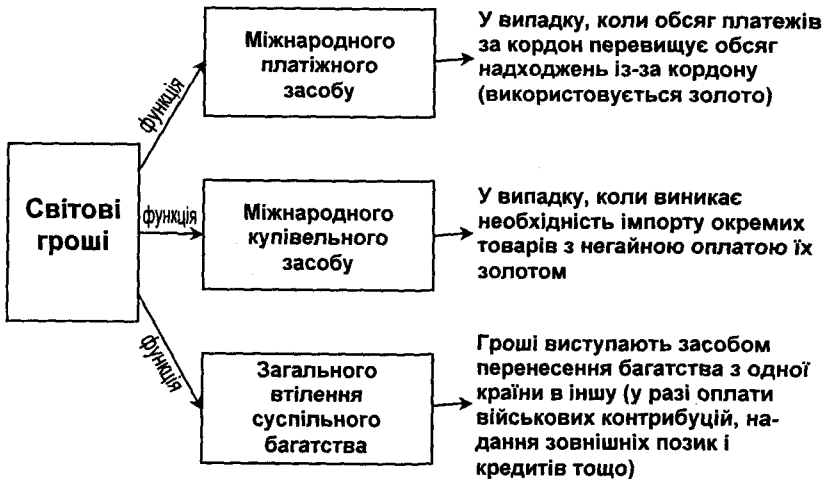 Світові
гроші
функція
Міжнародного
платіжного
засобу
У випадку, коли обсяг платежів
за кордон перевищує обсяг
надходжень із-за кордону
(використовується золото)
функція
Міжнародного
купівельного
засобу
У випадку, коли виникає
необхідність імпорту окремих
товарів з негайною оплатою їх
золотом
функція
Загального
втілення
суспільного
багатства
Гроші виступають засобом
перенесення багатства з одної
країни в іншу (у разі оплати
військових контрибуцій, на-
дання зовнішніх позик і
кредитів тощо)